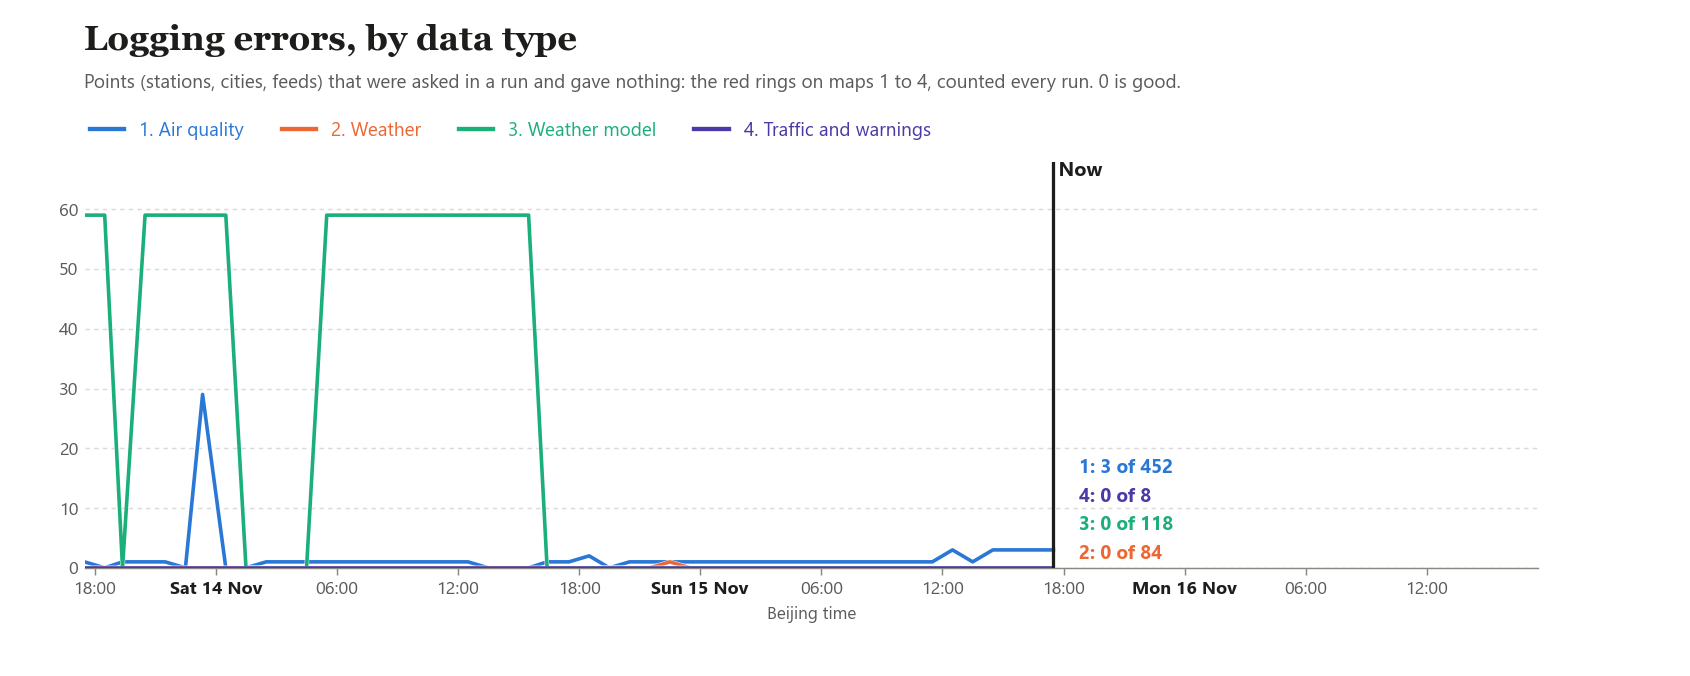 Logging errors, by data type
Points (stations, cities, feeds) that were asked in a run and gave nothing: the red rings on maps 1 to 4, counted every run. 0 is good.
1. Air quality 2. Weather 3. Weather model 4. Traffic and warnings
Now
60
50
40
30
20
10
0
1: 3 of 452
4: 0 of 8
3: 0 of 118
2: 0 of 84
18:00 Sat 14 Nov 06:00 12:00 18:00 Sun 15 Nov 06:00 12:00 18:00 Mon 16 Nov 06:00 12:00
Beijing time